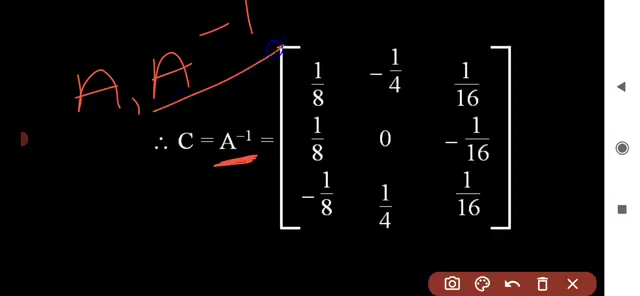 A, A⁻¹
1/8 -1/4 1/16
∴ C = A⁻¹ = 1/8 0 -1/16
-1/8 1/4 1/16